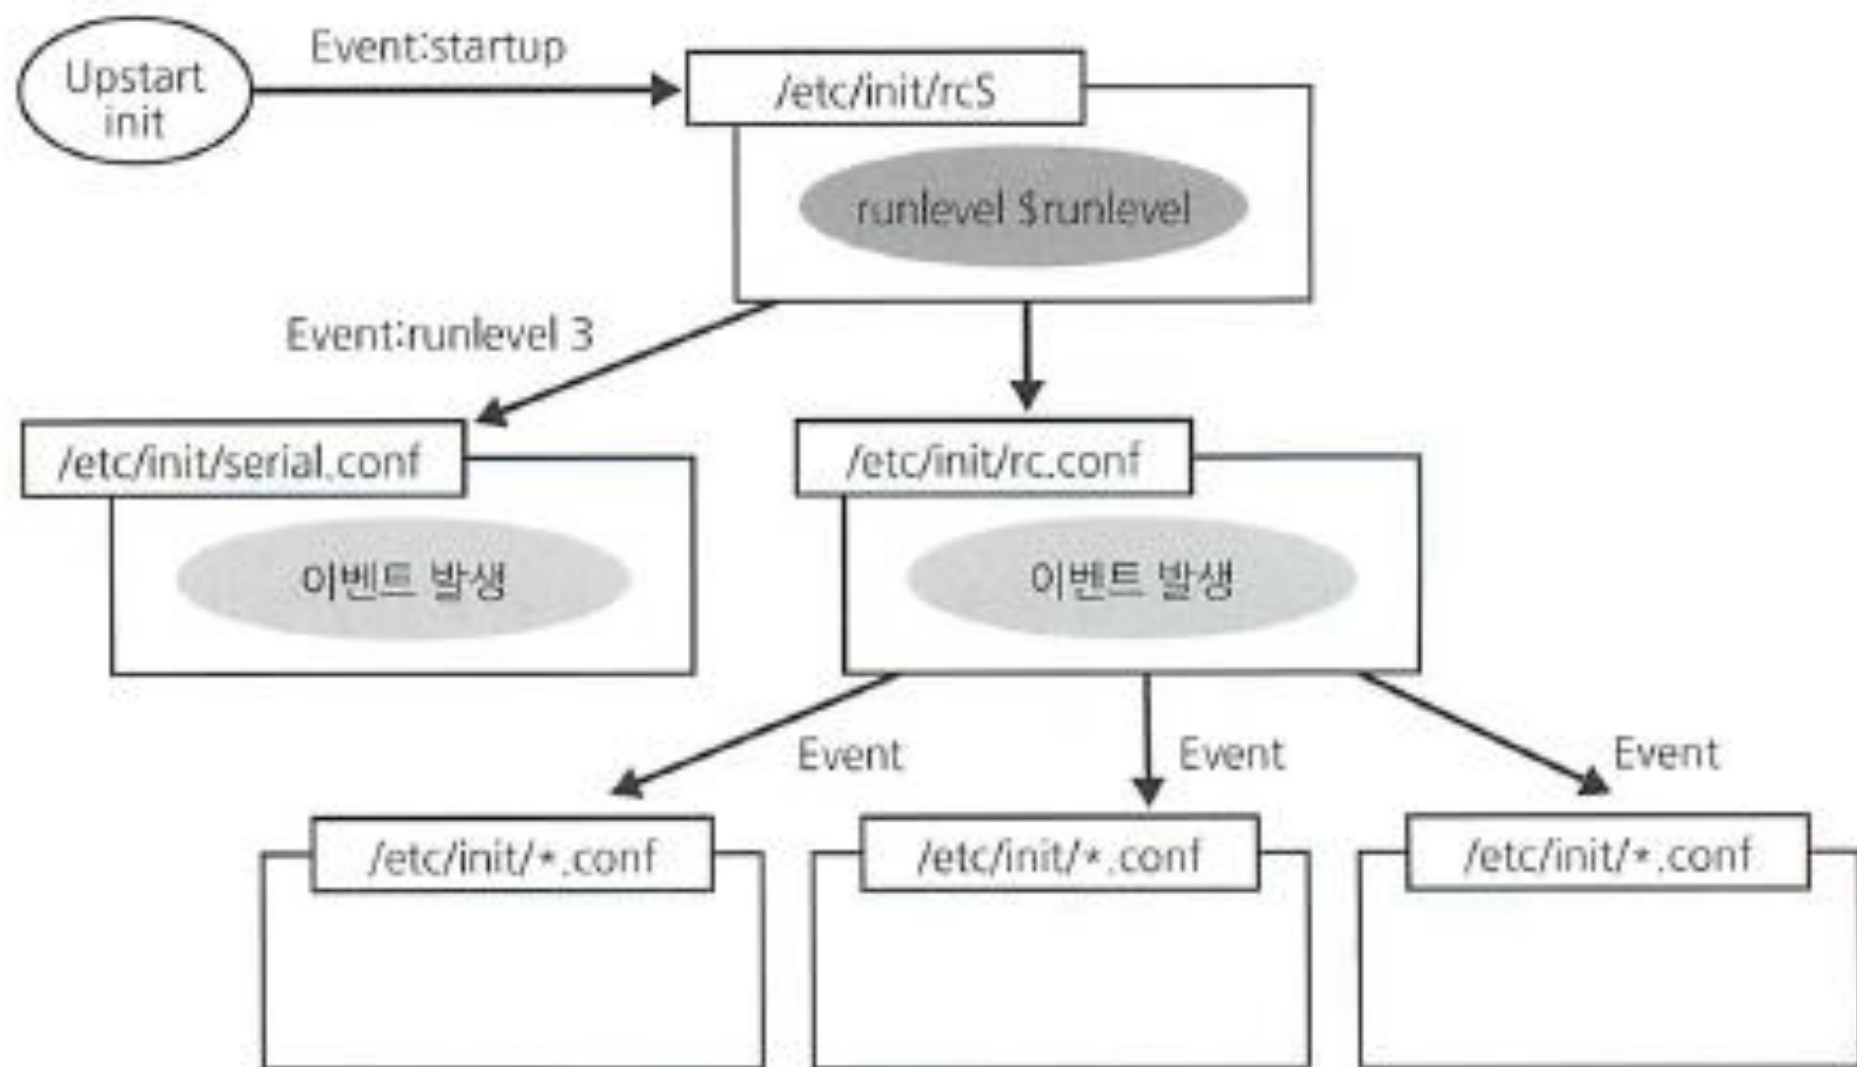 Event:startup
Upstart
init
/etc/init/rcS
runlevel $runlevel
Event:runlevel 3
/etc/init/serial.conf
/etc/init/rc.conf
이벤트 발생
이벤트 발생
Event
Event
Event
/etc/init/*.conf
/etc/init/*.conf
/etc/init/*.conf